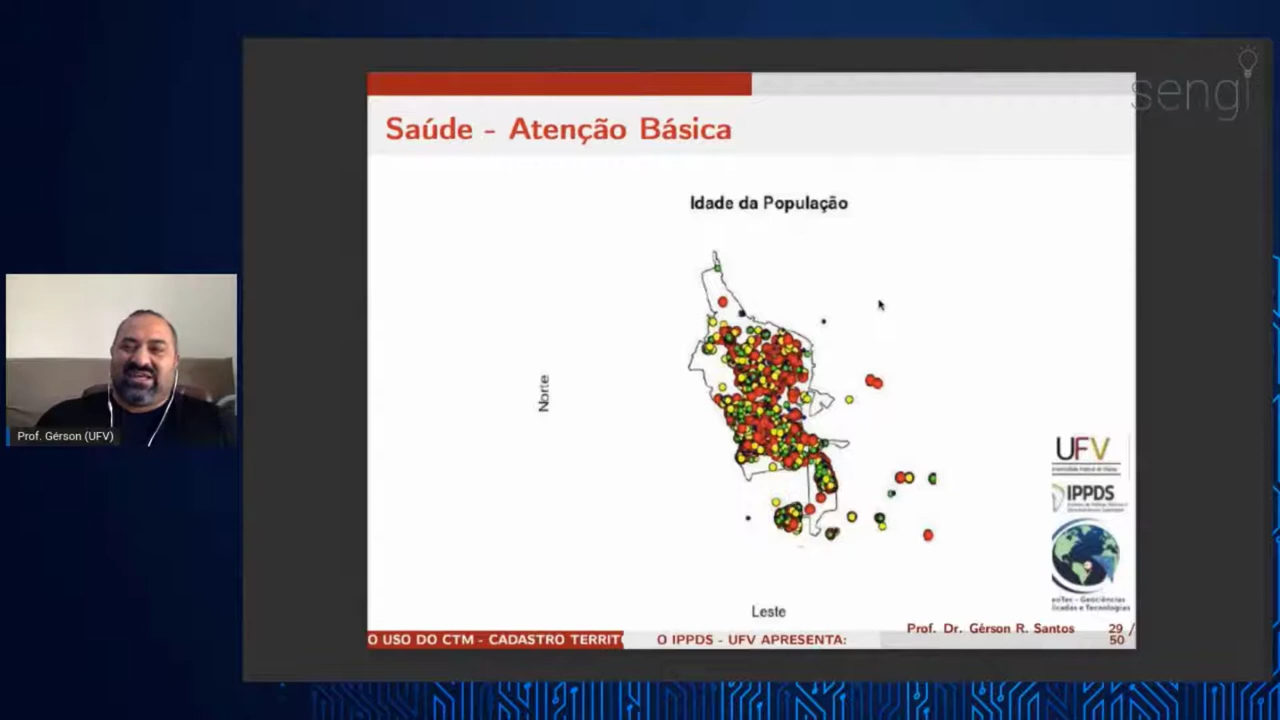 sengi
Saúde - Atenção Básica
Idade da População
Norte
Prof. Gérson (UFV)
UFV
IPPDS
Leste
Prof. Dr. Gérson R. Santos
29 /
50
O USO DO CTM - CADASTRO TERRIT
O IPPDS - UFV APRESENTA: